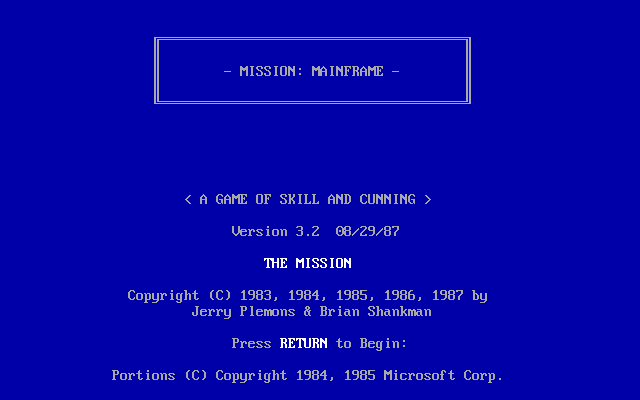 - MISSION: MAINFRAME -
< A GAME OF SKILL AND CUNNING >
Version 3.2  08/29/87
THE MISSION
Copyright (C) 1983, 1984, 1985, 1986, 1987 by
Jerry Plemons & Brian Shankman
Press RETURN to Begin:
Portions (C) Copyright 1984, 1985 Microsoft Corp.